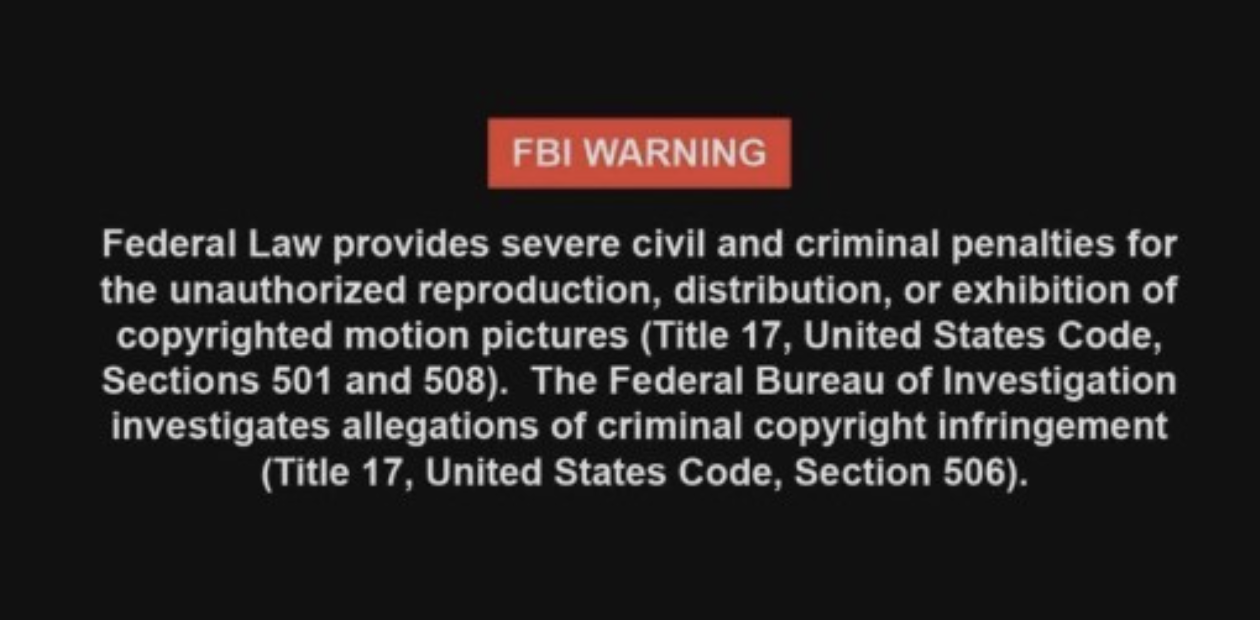 FBI WARNING
Federal Law provides severe civil and criminal penalties for
the unauthorized reproduction, distribution, or exhibition of
copyrighted motion pictures (Title 17, United States Code,
Sections 501 and 508).  The Federal Bureau of Investigation
investigates allegations of criminal copyright infringement
(Title 17, United States Code, Section 506).